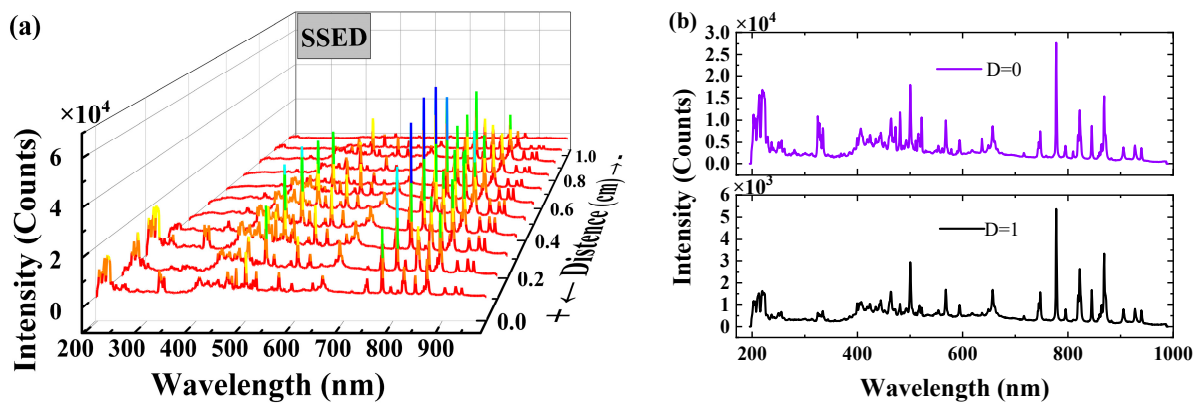 (a)
SSED
×10⁴
6
4
2
0
Intensity (Counts)
200 300 400 500 600 700 800 900
Wavelength (nm)
0.0 0.2 0.4 0.6 0.8 1.0
+ ← Distence (cm) → -
(b)
×10⁴
3.0
2.5
2.0
1.5
1.0
0.5
0.0
D=0
×10³
6
5
4
3
2
1
0
D=1
Intensity (Counts)
200 400 600 800 1000
Wavelength (nm)